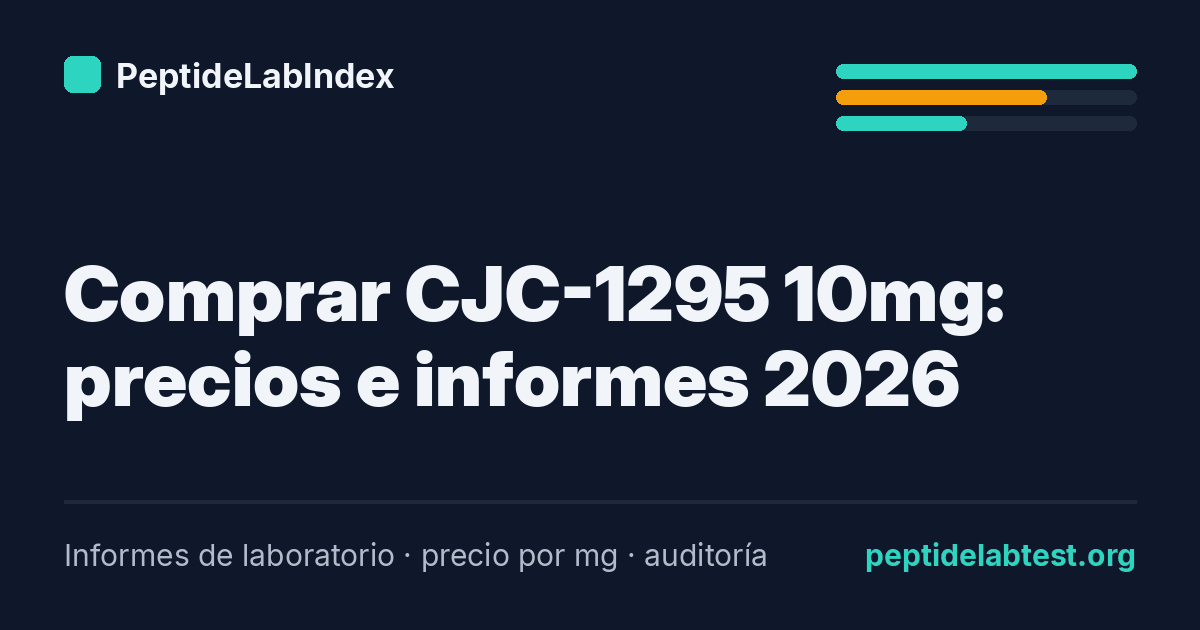 PeptideLabIndex
Comprar CJC-1295 10mg:
precios e informes 2026
Informes de laboratorio · precio por mg · auditoría
peptidelabtest.org